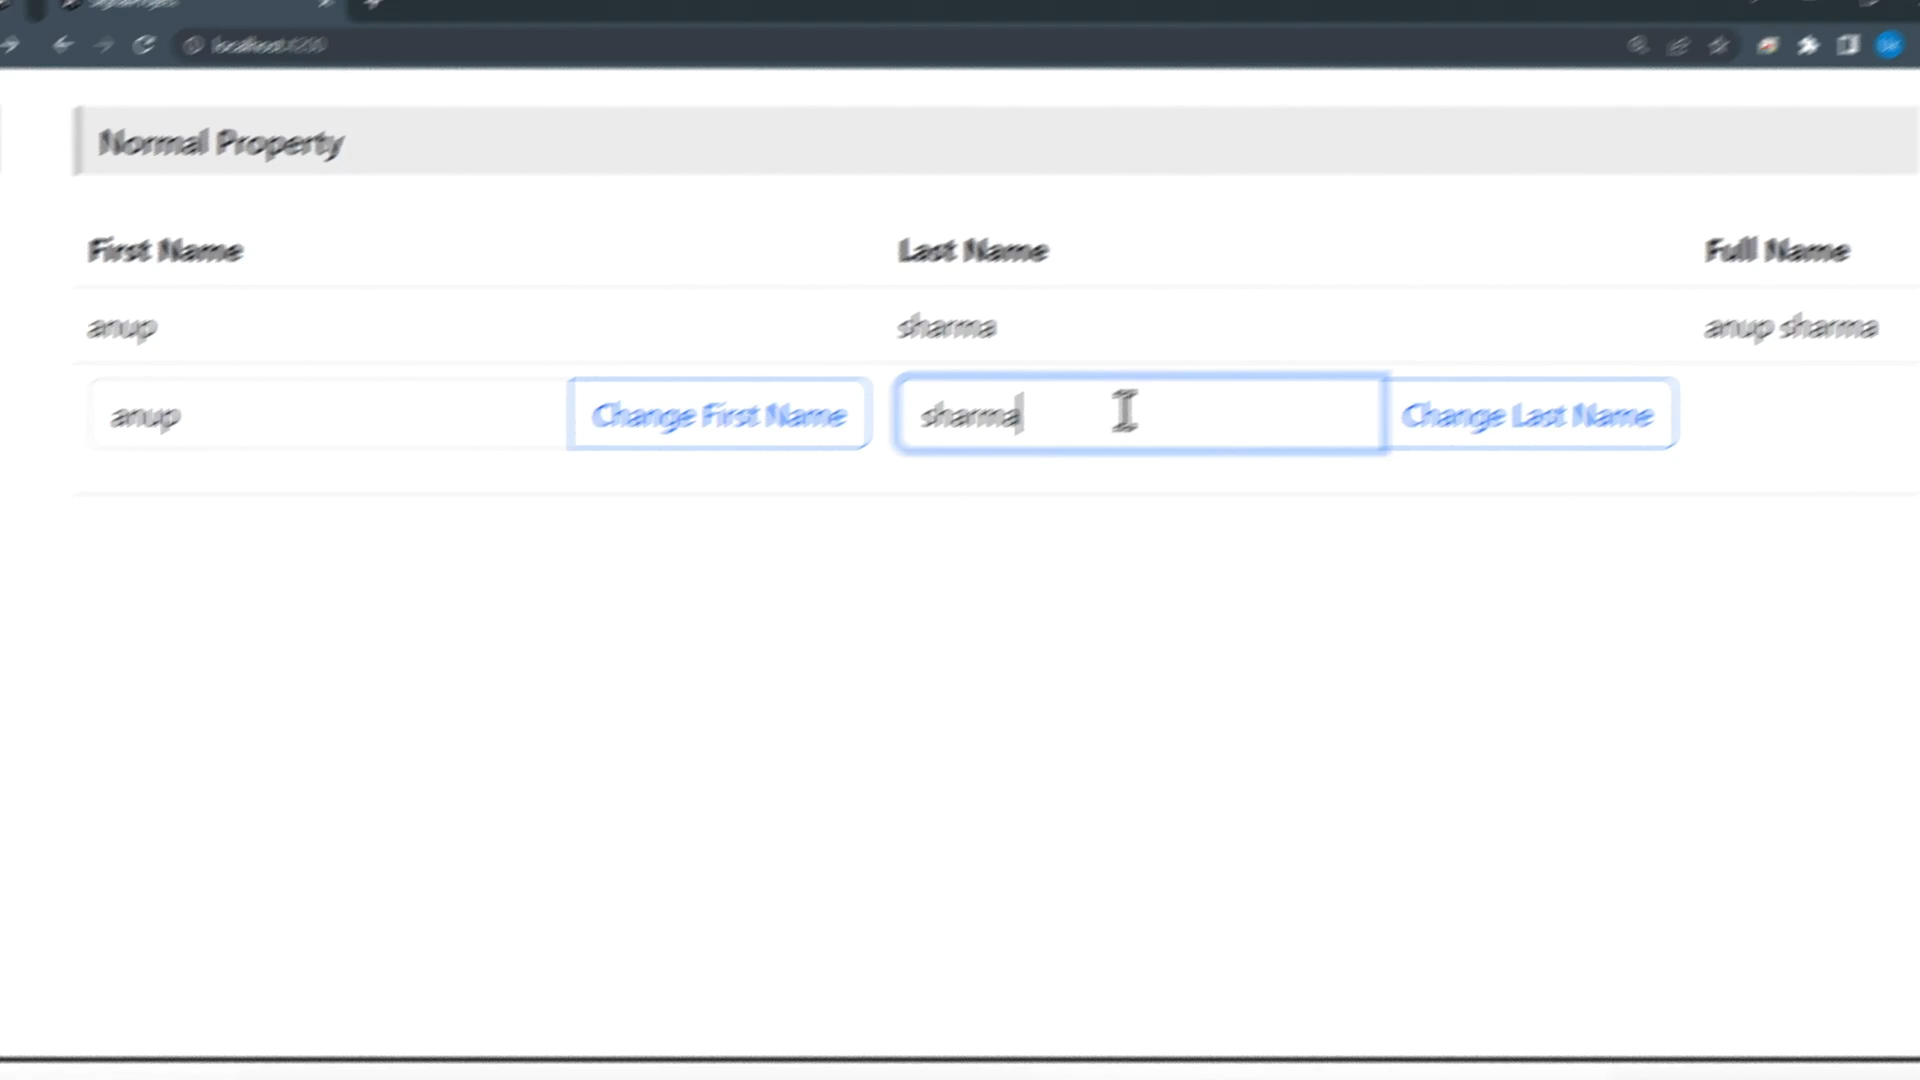 localhost:4200
Normal Property
First Name Last Name Full Name
anup sharma anup sharma
anup Change First Name sharma Change Last Name